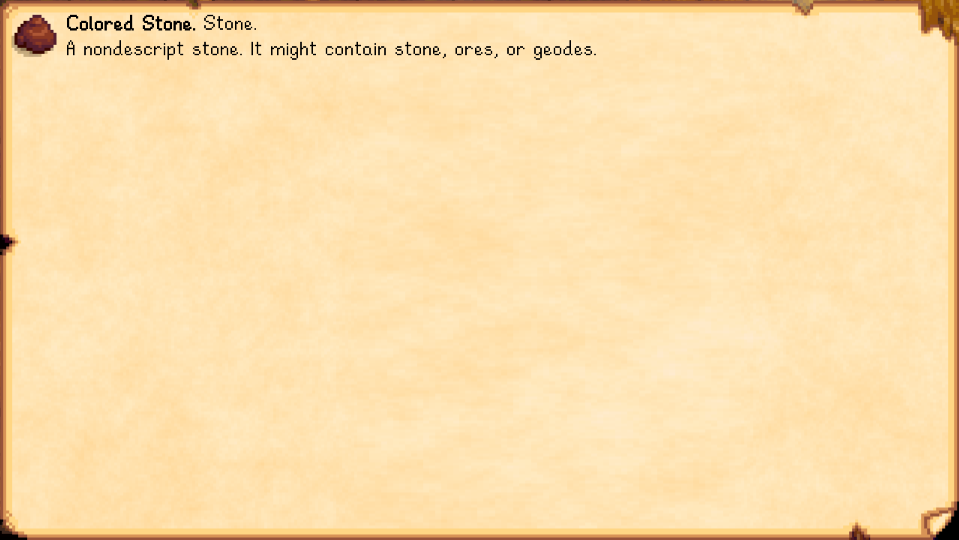 Colored Stone. Stone.
A nondescript stone. It might contain stone, ores, or geodes.